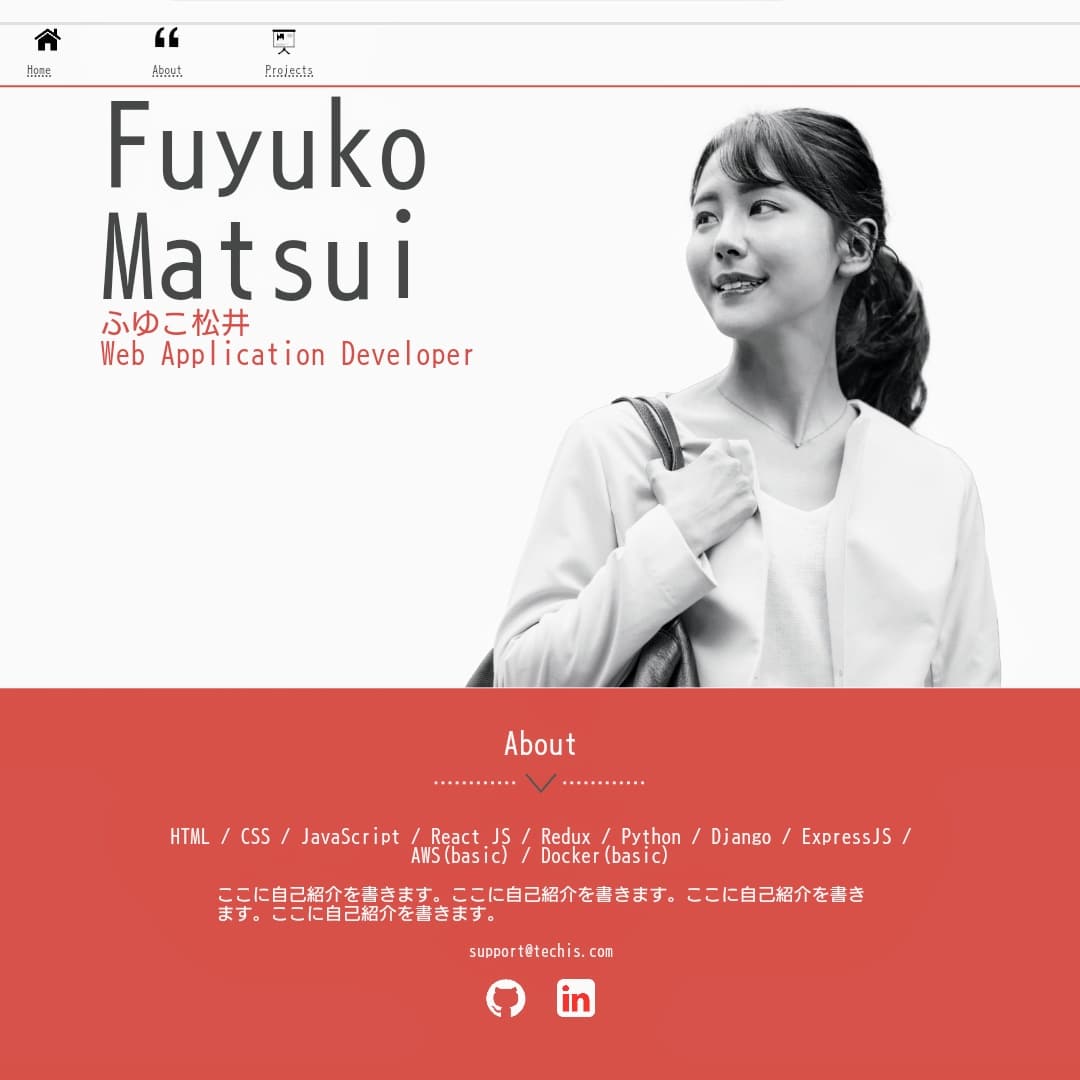 Home About Projects
Fuyuko
Matsui
ふゆこ松井
Web Application Developer
About
HTML / CSS / JavaScript / React JS / Redux / Python / Django / ExpressJS /
AWS(basic) / Docker(basic)
ここに自己紹介を書きます。ここに自己紹介を書きます。ここに自己紹介を書き
ます。ここに自己紹介を書きます。
support@techis.com
in